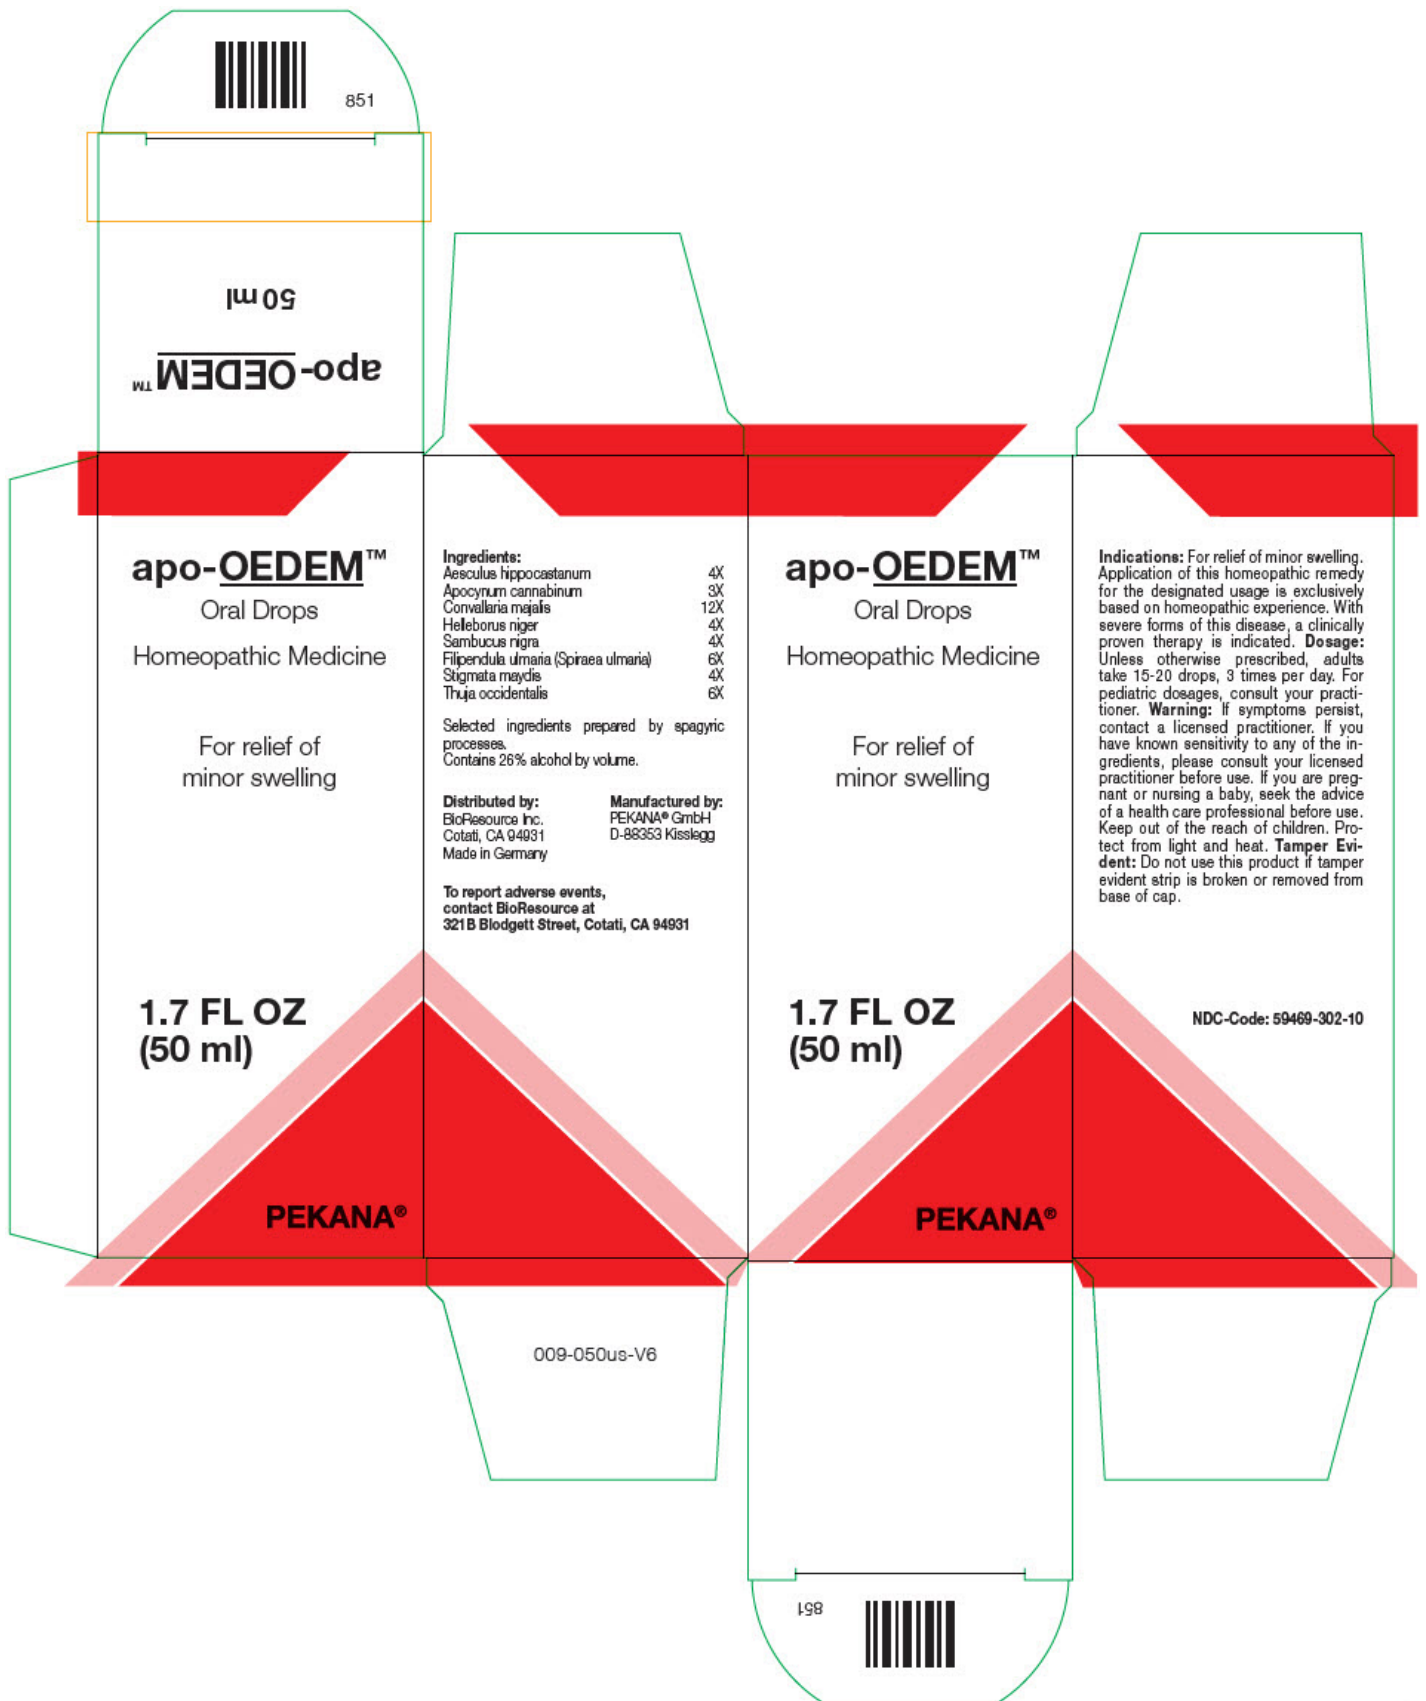 851
50 ml
apo-OEDEM™
apo-OEDEM™
Oral Drops
Homeopathic Medicine
For relief of
minor swelling
1.7 FL OZ
(50 ml)
PEKANA®
Ingredients:
Aesculus hippocastanum 4X
Apocynum cannabinum 3X
Convallaria majalis 12X
Helleborus niger 4X
Sambucus nigra 4X
Filipendula ulmaria (Spiraea ulmaria) 6X
Stigmata maydis 4X
Thuja occidentalis 6X
Selected ingredients prepared by spagyric
processes.
Contains 26% alcohol by volume.
Distributed by:
BioResource Inc.
Cotati, CA 94931
Made in Germany
Manufactured by:
PEKANA® GmbH
D-88353 Kisslegg
To report adverse events,
contact BioResource at
321B Blodgett Street, Cotati, CA 94931
009-050us-V6
apo-OEDEM™
Oral Drops
Homeopathic Medicine
For relief of
minor swelling
1.7 FL OZ
(50 ml)
PEKANA®
Indications: For relief of minor swelling.
Application of this homeopathic remedy
for the designated usage is exclusively
based on homeopathic experience. With
severe forms of this disease, a clinically
proven therapy is indicated. Dosage:
Unless otherwise prescribed, adults
take 15-20 drops, 3 times per day. For
pediatric dosages, consult your practi-
tioner. Warning: If symptoms persist,
contact a licensed practitioner. If you
have known sensitivity to any of the in-
gredients, please consult your licensed
practitioner before use. If you are preg-
nant or nursing a baby, seek the advice
of a health care professional before use.
Keep out of the reach of children. Pro-
tect from light and heat. Tamper Evi-
dent: Do not use this product if tamper
evident strip is broken or removed from
base of cap.
NDC-Code: 59469-302-10
851